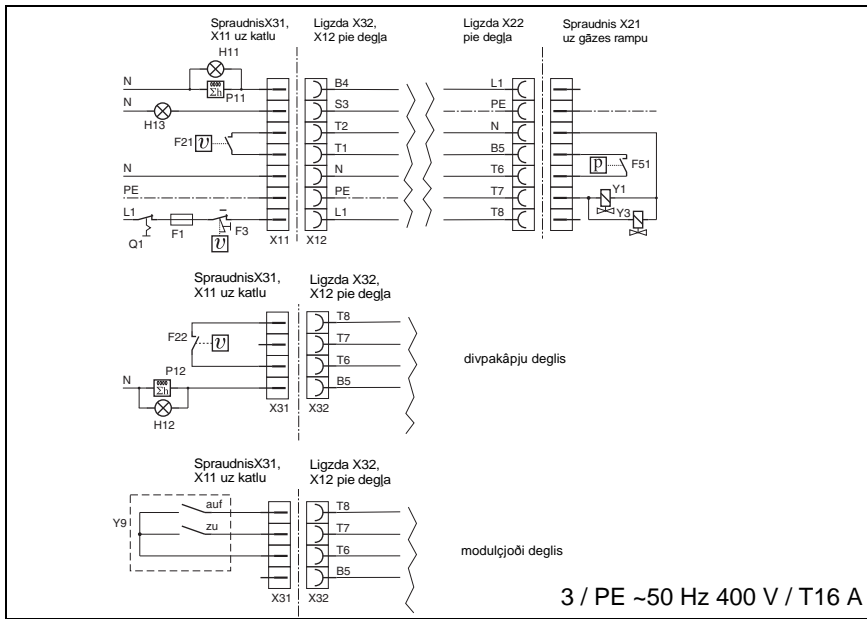 SpraudnisX31,
X11 uz katlu
Ligzda X32,
X12 pie degļa
Ligzda X22
pie degļa
Spraudnis X21
uz gāzes rampu
H11
N
0000
Σh
P11
B4
L1
N
H13
S3
PE
F21
υ
T2
N
T1
B5
p
F51
N
N
T6
PE
PE
T7
Y1
L1
L1
T8
Y3
Q1
F1
F3
υ
X11
X12
SpraudnisX31,
X11 uz katlu
Ligzda X32,
X12 pie degļa
F22
υ
T8
T7
T6
P12
N
0000
Σh
B5
H12
X31
X32
divpakâpju deglis
SpraudnisX31,
X11 uz katlu
Ligzda X32,
X12 pie degļa
Y9
auf
T8
zu
T7
T6
B5
X31
X32
modulçjoði deglis
3 / PE ~50 Hz 400 V / T16 A